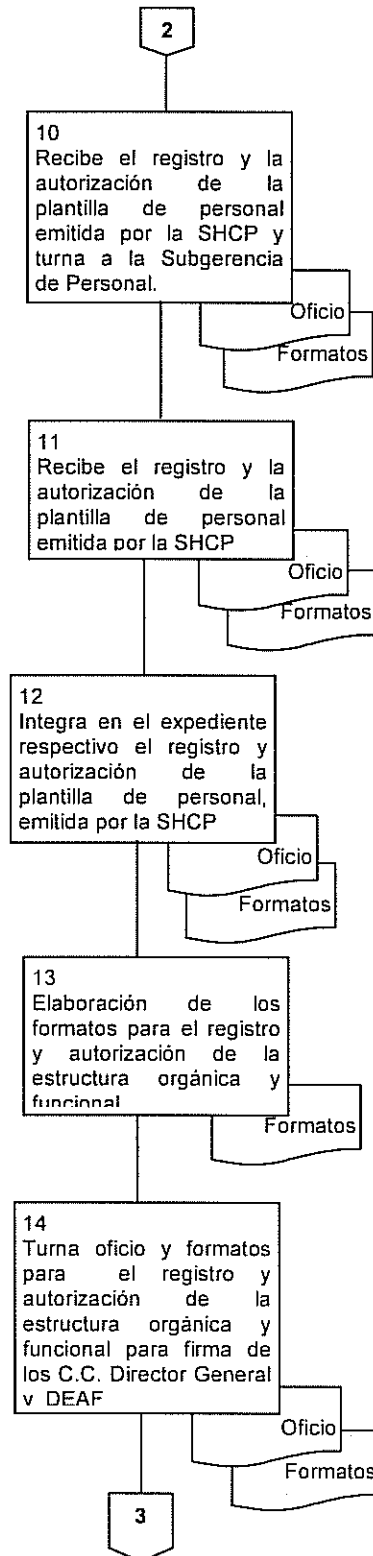 2
10
Recibe el registro y la
autorización de la
plantilla de personal
emitida por la SHCP y
turna a la Subgerencia
de Personal.
Oficio
Formatos
11
Recibe el registro y la
autorización de la
plantilla de personal
emitida por la SHCP
Oficio
Formatos
12
Integra en el expediente
respectivo el registro y
autorización de la
plantilla de personal,
emitida por la SHCP
Oficio
Formatos
13
Elaboración de los
formatos para el registro
y autorización de la
estructura orgánica y
funcional
Formatos
14
Turna oficio y formatos
para el registro y
autorización de la
estructura orgánica y
funcional para firma de
los C.C. Director General
y DEAF
Oficio
Formatos
3